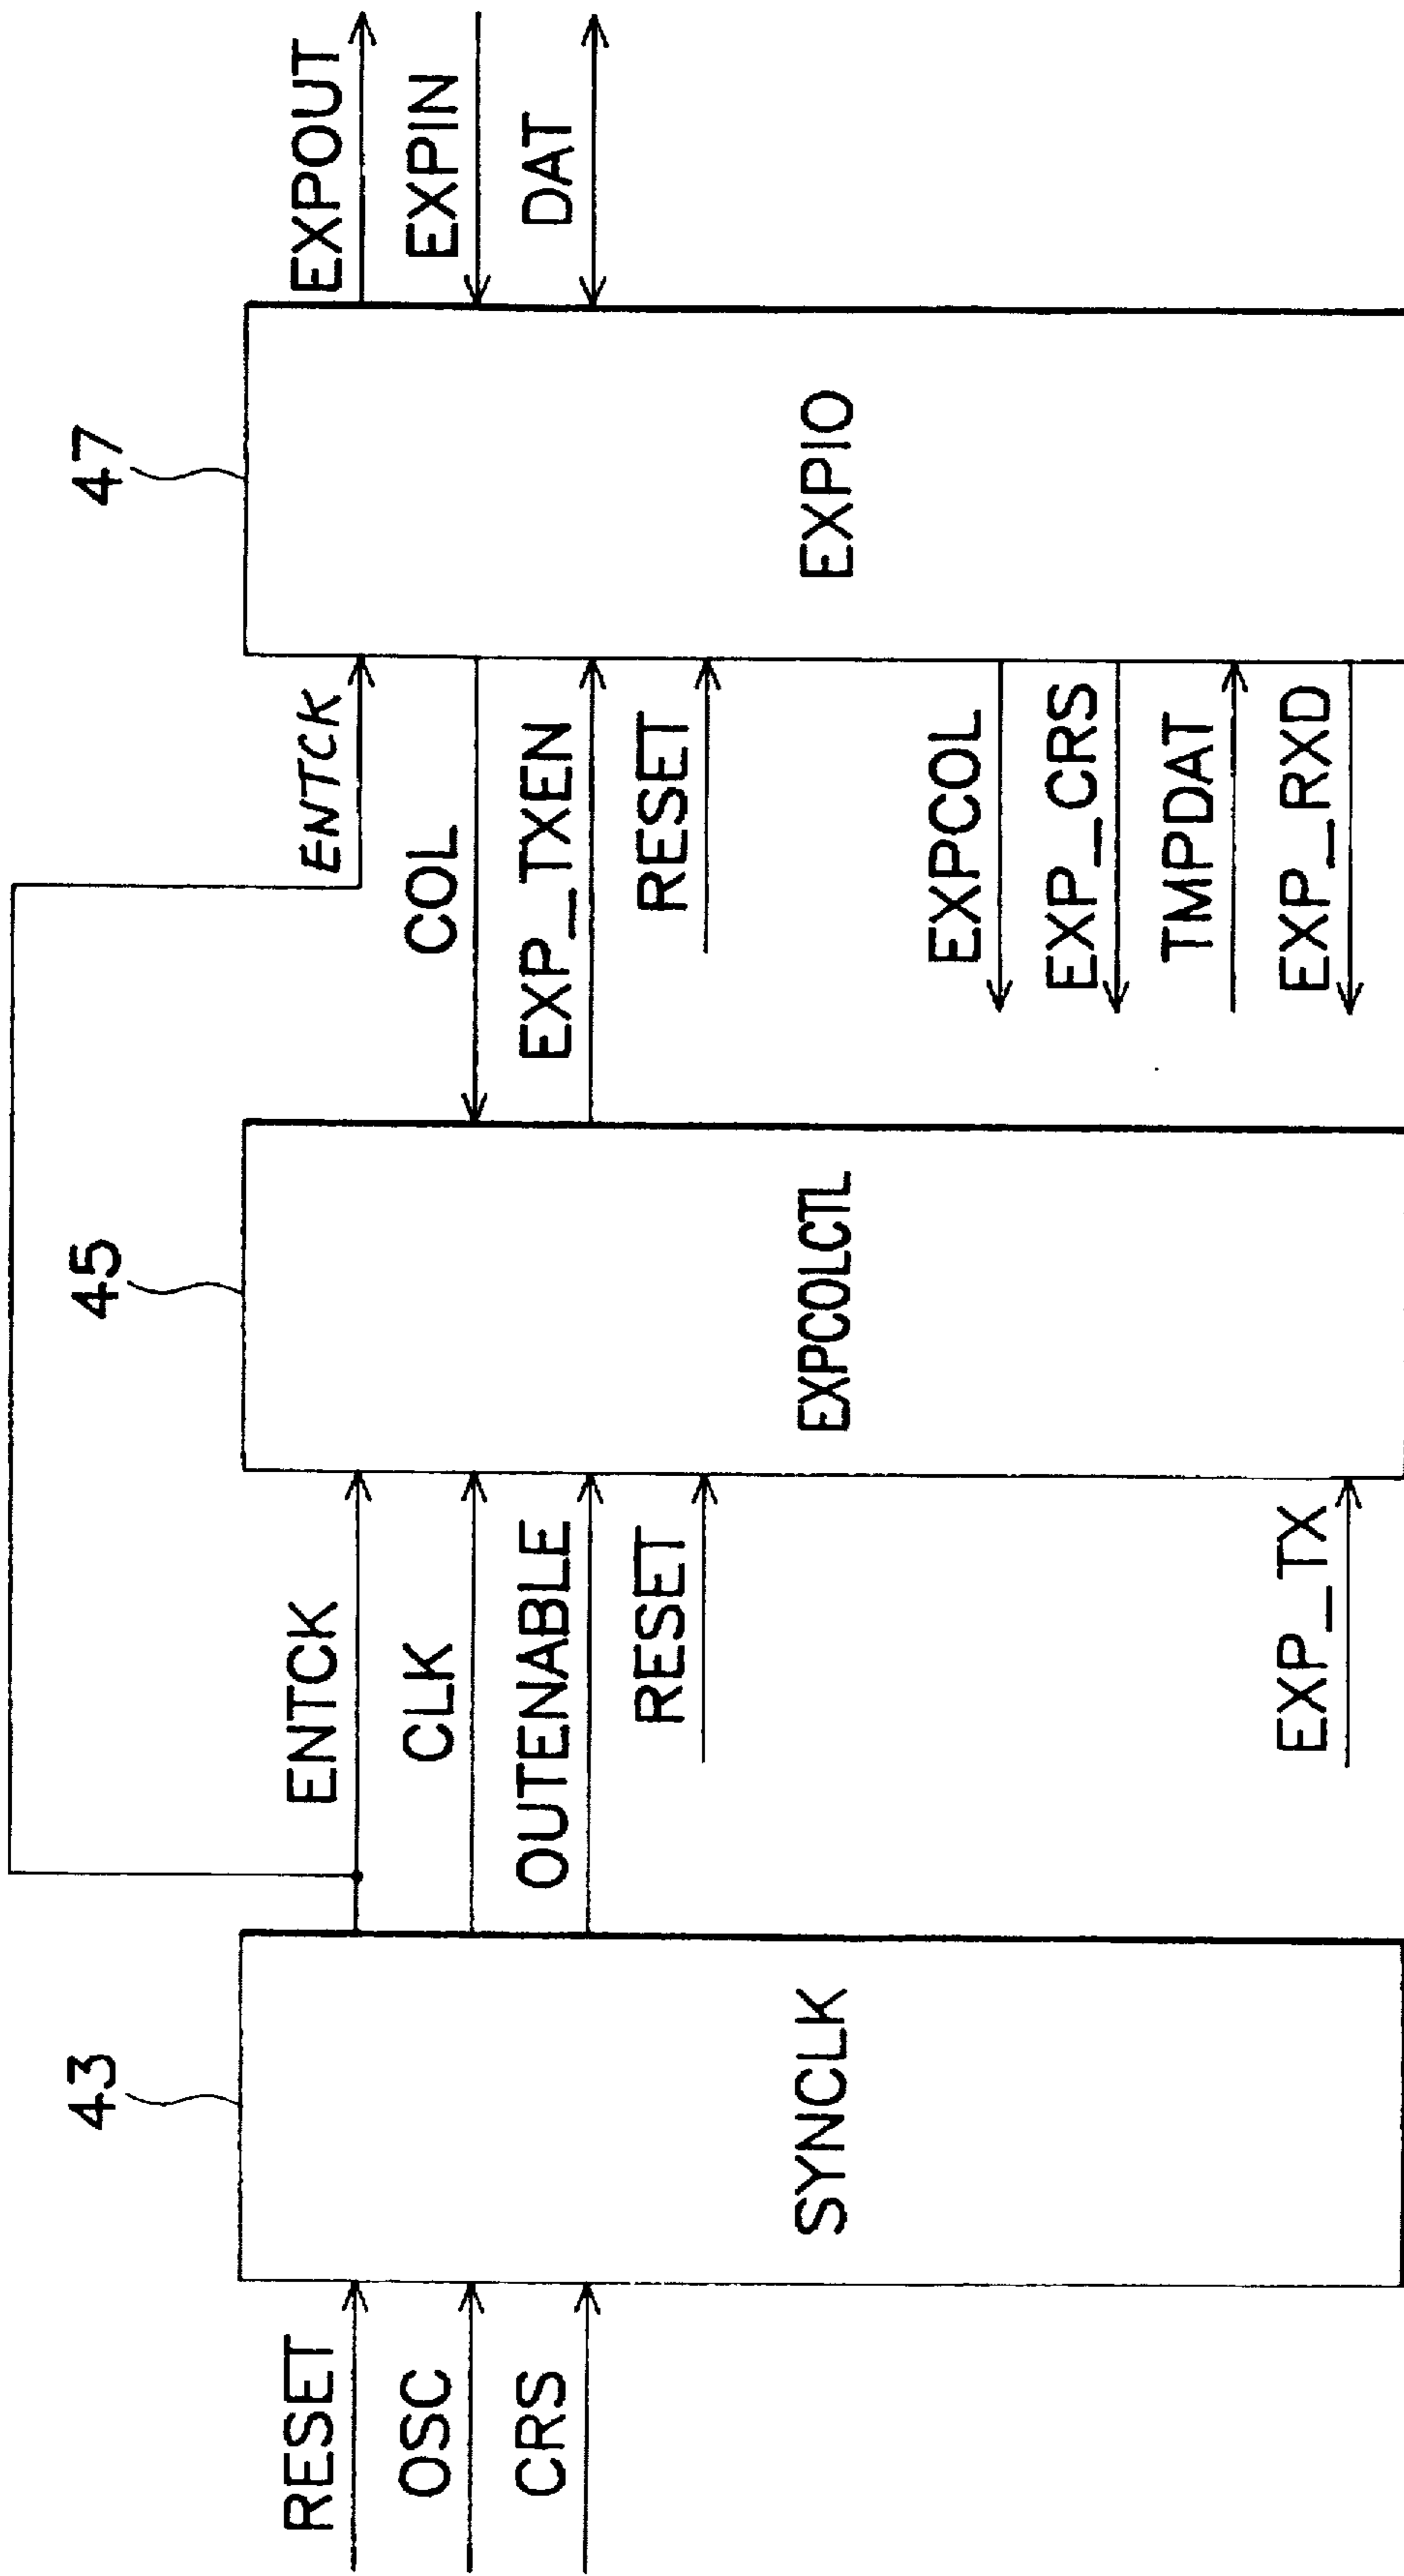 43
45
47
RESET
OSC
CRS
SYNCLK
ENTCK
CLK
OUTENABLE
RESET
EXP_TX
EXPCOLCTL
ENTCK
COL
EXP_TXEN
RESET
EXPCOL
EXP_CRS
TMPDAT
EXP_RXD
EXPIO
EXPOUT
EXPIN
DAT